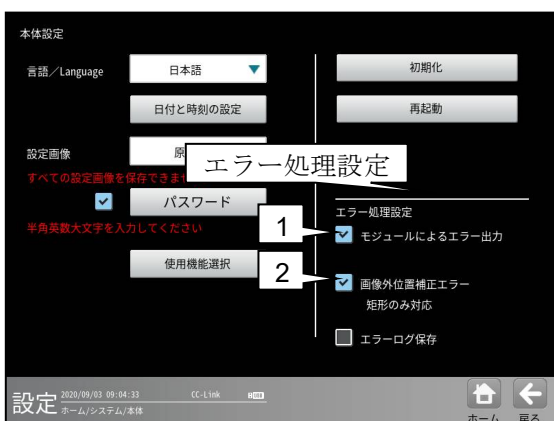 本体設定
言語／Language
日本語
日付と時刻の設定
設定画像
原
すべての設定画像を保存できませ
パスワード
半角英数大文字を入力してください
使用機能選択
初期化
再起動
エラー処理設定
エラー処理設定
1
モジュールによるエラー出力
2
画像外位置補正エラー
矩形のみ対応
エラーログ保存
設定
2020/09/03 09:04:33
CC-Link
ホーム/システム/本体
ホーム
戻る